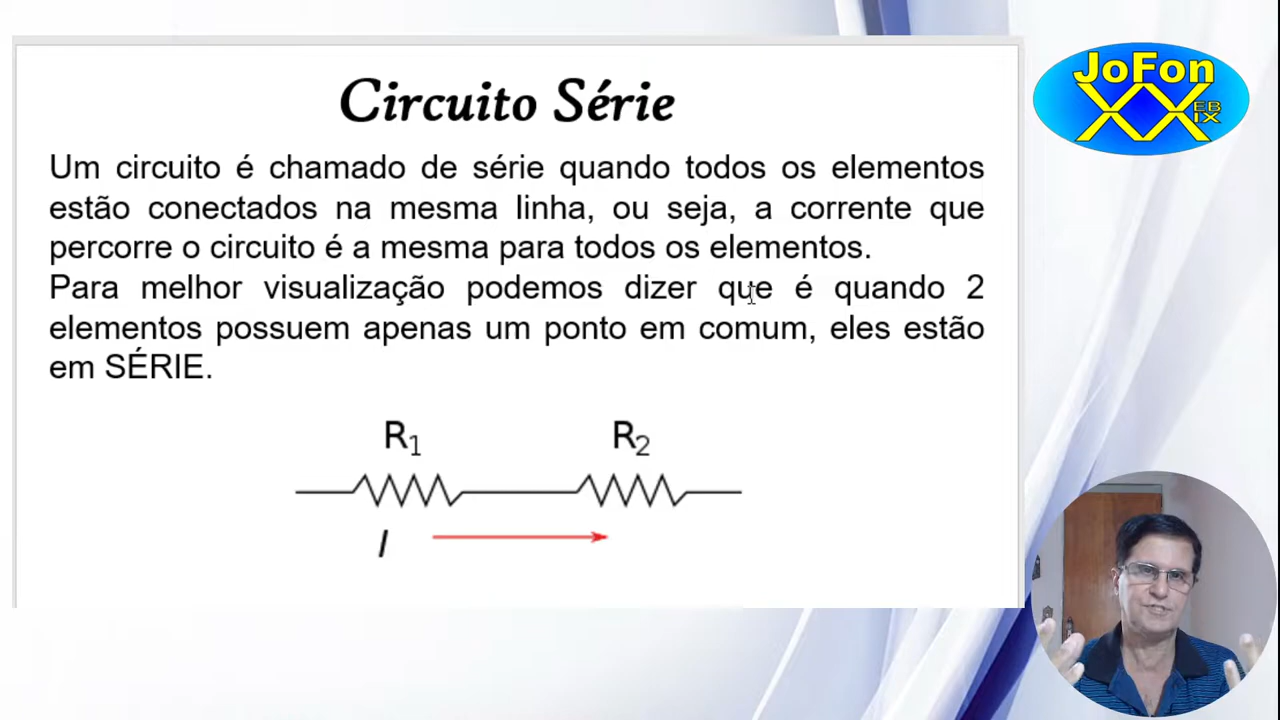 Circuito Série
JoFon
EB
IX
Um circuito é chamado de série quando todos os elementos
estão conectados na mesma linha, ou seja, a corrente que
percorre o circuito é a mesma para todos os elementos.
Para melhor visualização podemos dizer que é quando 2
elementos possuem apenas um ponto em comum, eles estão
em SÉRIE.
R1 R2
I